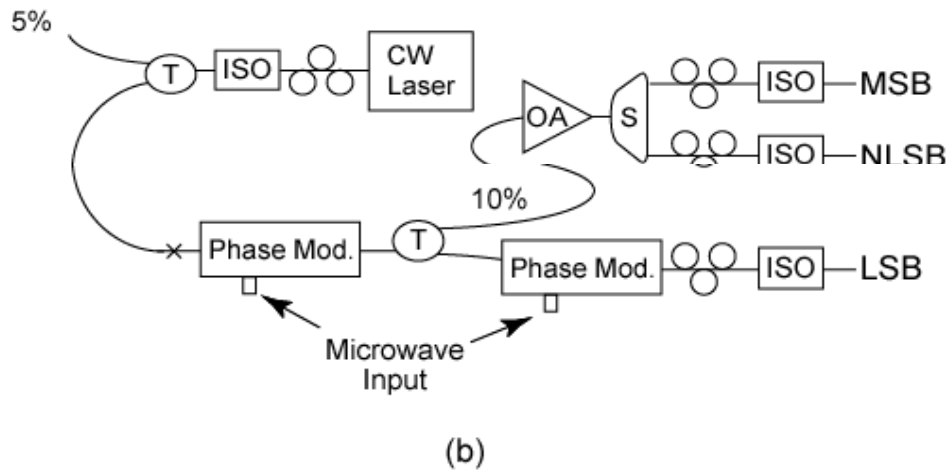 5%
T
ISO
CW
Laser
OA
S
ISO
MSB
ISO
NLSB
10%
Phase Mod.
T
Phase Mod.
ISO
LSB
Microwave
Input
(b)